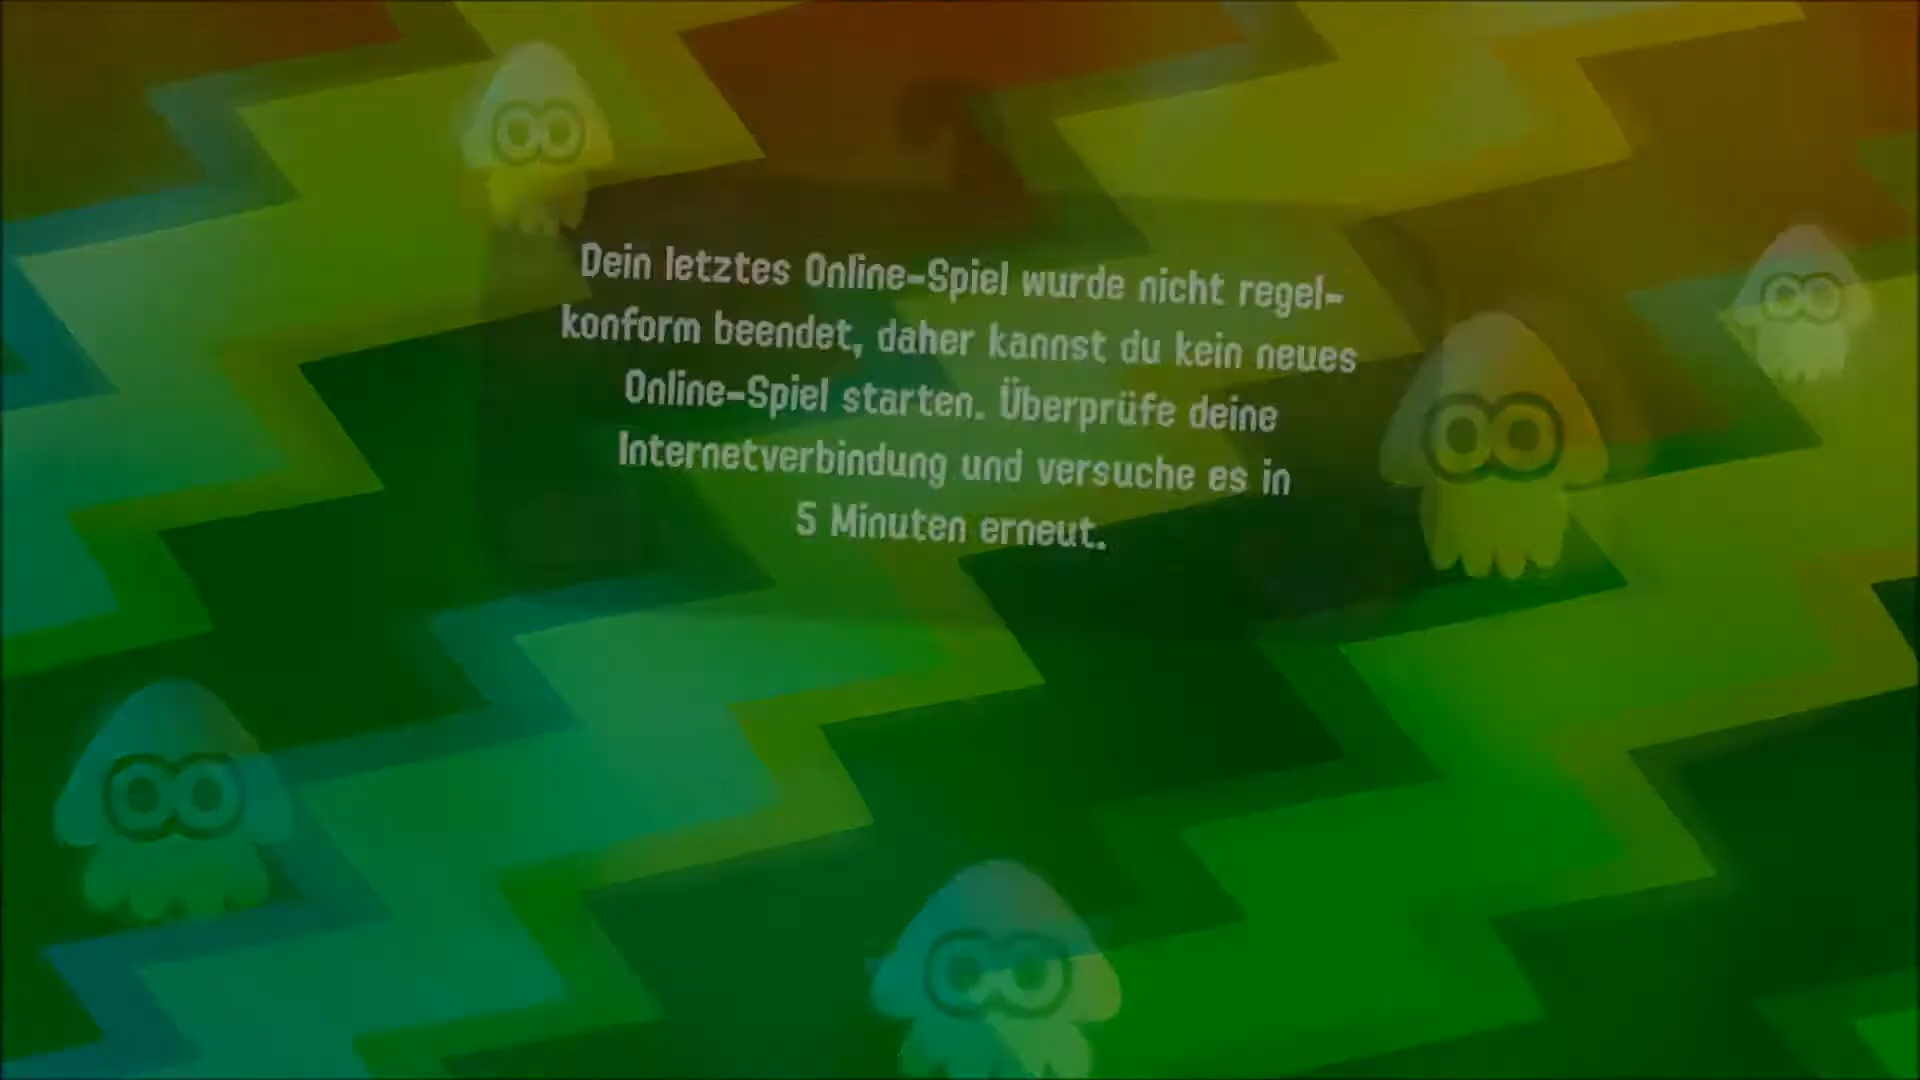 Dein letztes Online-Spiel wurde nicht regel-
konform beendet, daher kannst du kein neues
Online-Spiel starten. Überprüfe deine
Internetverbindung und versuche es in
5 Minuten erneut.